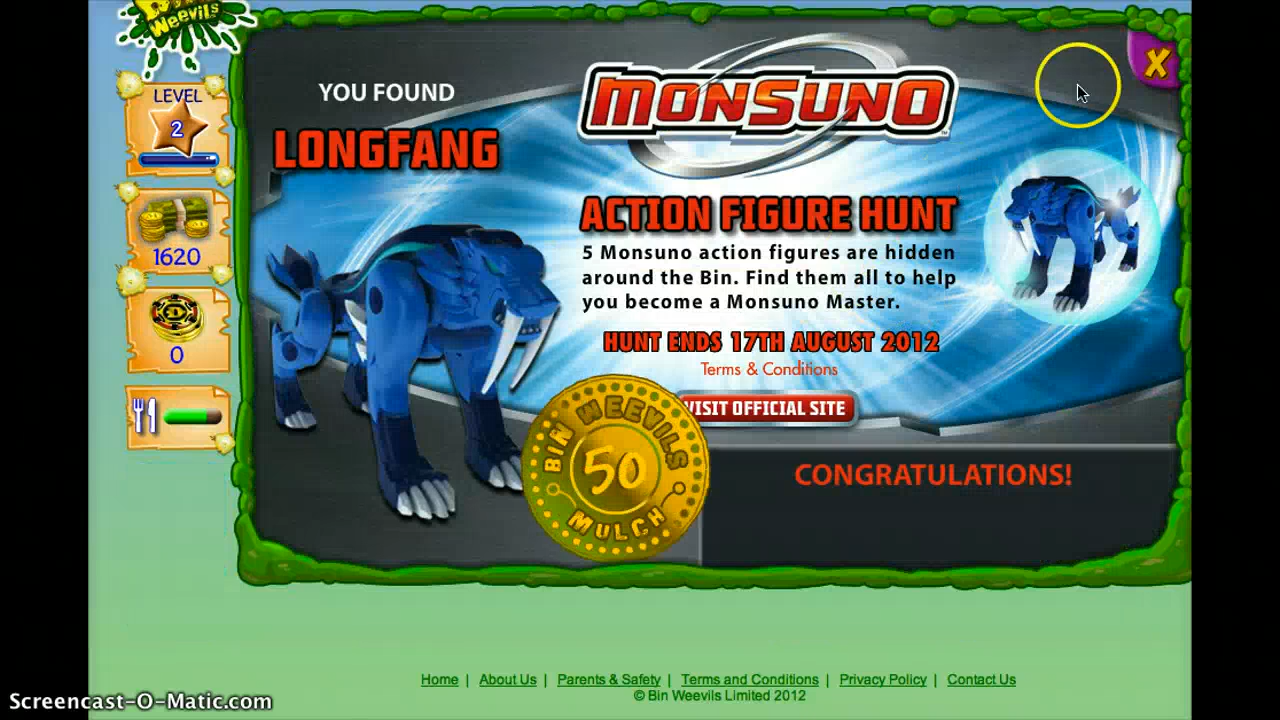 Weevils
LEVEL
2
1620
0
YOU FOUND
LONGFANG
MONSUNO
X
ACTION FIGURE HUNT
5 Monsuno action figures are hidden
around the Bin. Find them all to help
you become a Monsuno Master.
HUNT ENDS 17TH AUGUST 2012
Terms & Conditions
VISIT OFFICIAL SITE
BIN WEEVILS
50
MULCH
CONGRATULATIONS!
Home | About Us | Parents & Safety | Terms and Conditions | Privacy Policy | Contact Us
© Bin Weevils Limited 2012
Screencast-O-Matic.com